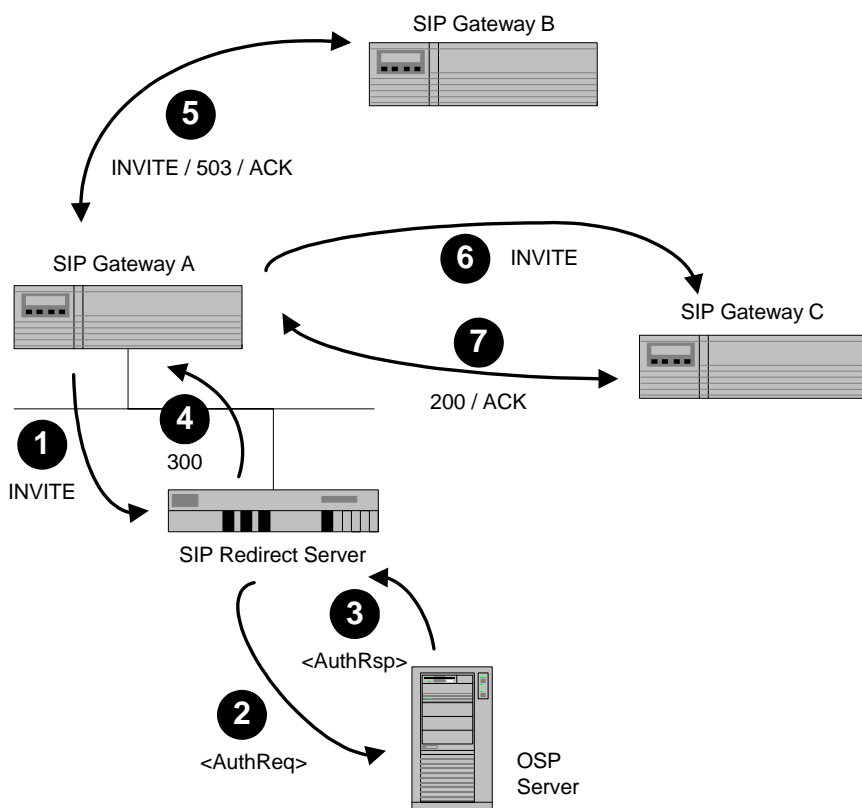 SIP Gateway B
5
INVITE / 503 / ACK
SIP Gateway A
6
INVITE
SIP Gateway C
7
200 / ACK
1
INVITE
4
300
SIP Redirect Server
3
<AuthRsp>
2
<AuthReq>
OSP
Server